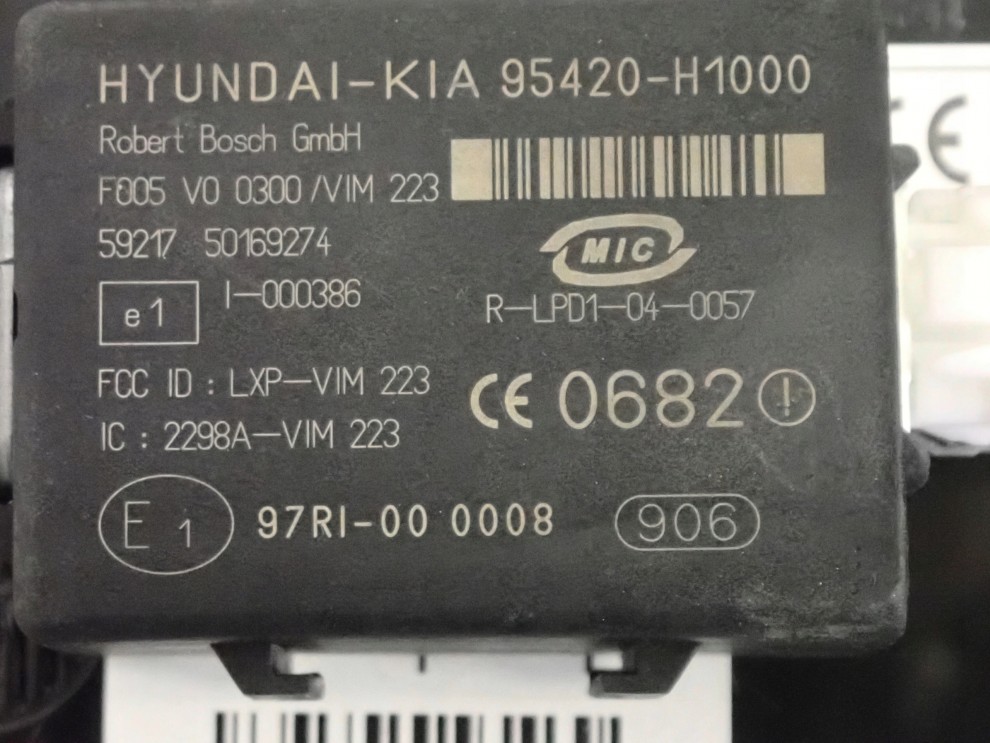 HYUNDAI-KIA 95420-H1000
Robert Bosch GmbH
F005 V0 0300/VIM 223
59217 50169274
MIC
e1 I-000386
R-LPD1-04-0057
FCC ID : LXP-VIM 223
CE 0682 !
IC : 2298A-VIM 223
E 1 97RI-00 0008 906
CE